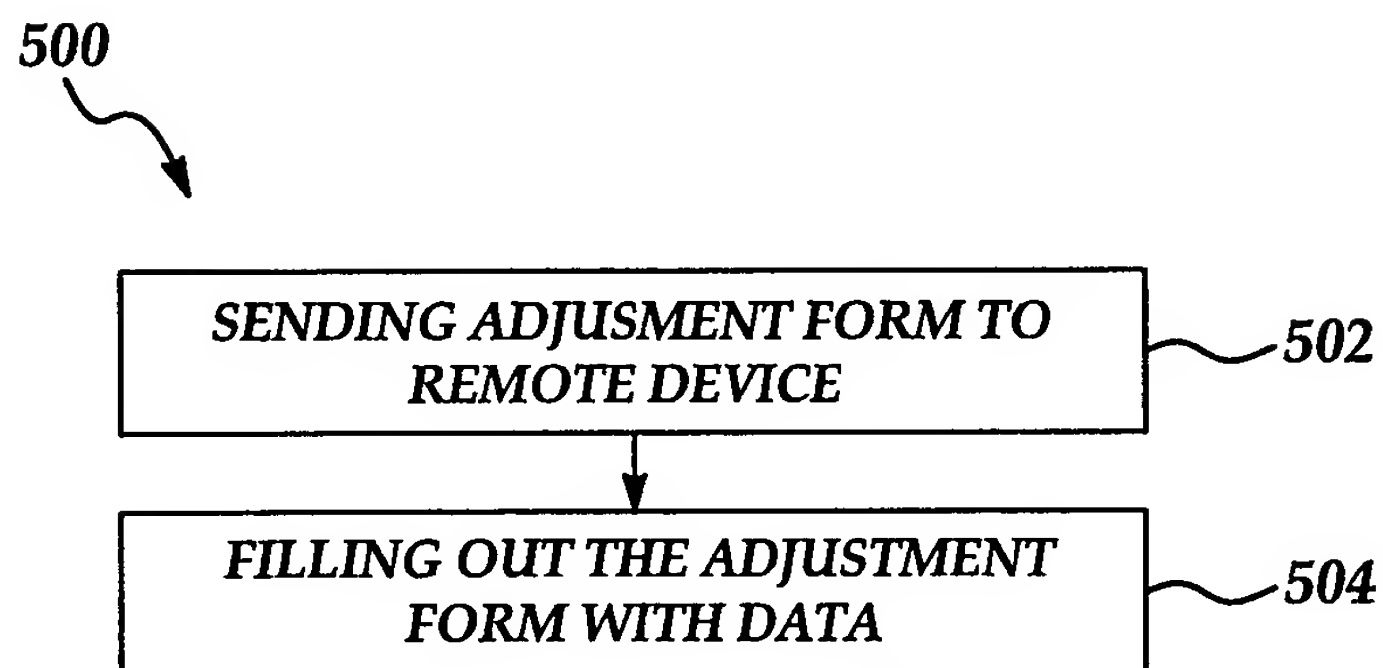 500
SENDING ADJUSMENT FORM TO
REMOTE DEVICE
502
FILLING OUT THE ADJUSTMENT
FORM WITH DATA
504